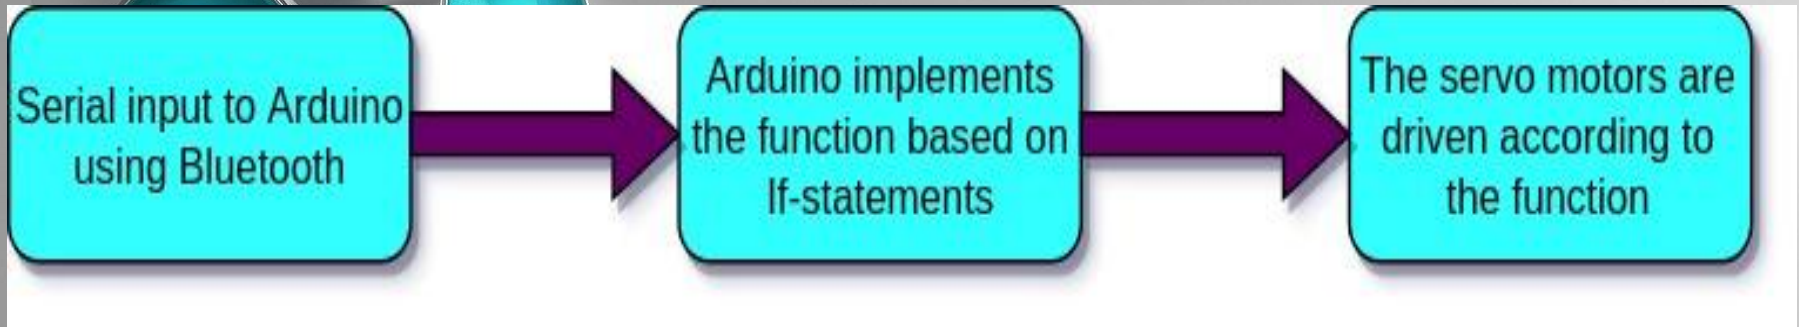 Serial input to Arduino
using Bluetooth
Arduino implements
the function based on
If-statements
The servo motors are
driven according to
the function